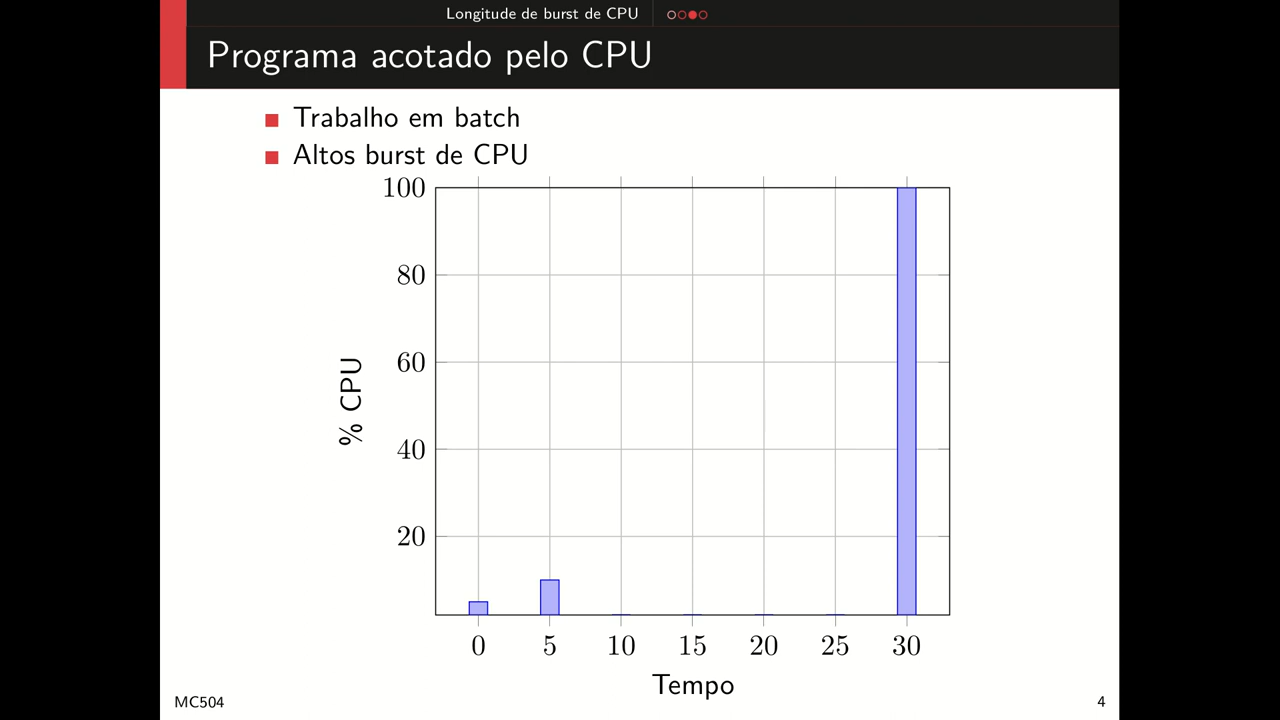 Longitude de burst de CPU
Programa acotado pelo CPU
Trabalho em batch
Altos burst de CPU
100
80
60
40
20
% CPU
0 5 10 15 20 25 30
Tempo
MC504
4